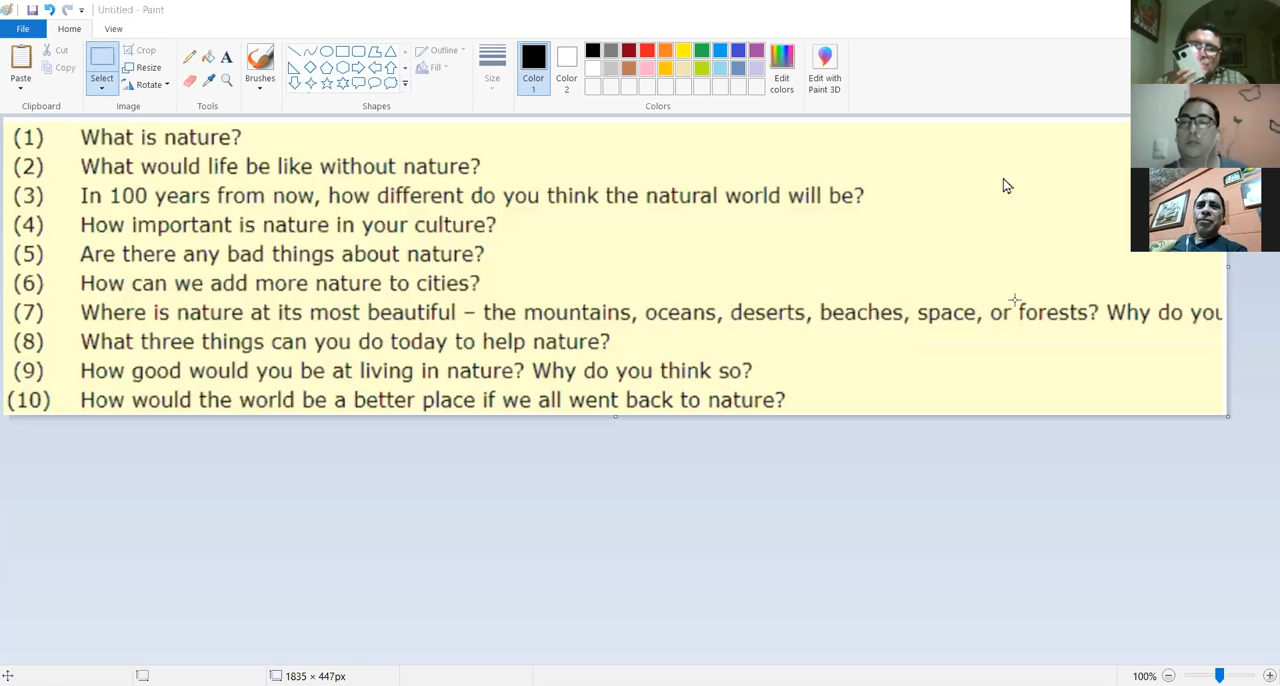 Untitled - Paint
File Home View
Paste
Cut
Copy
Clipboard
Select
Crop
Resize
Rotate
Image
Tools
Brushes
Shapes
Outline
Fill
Size
Color 1
Color 2
Colors
Edit colors
Edit with Paint 3D
(1) What is nature?
(2) What would life be like without nature?
(3) In 100 years from now, how different do you think the natural world will be?
(4) How important is nature in your culture?
(5) Are there any bad things about nature?
(6) How can we add more nature to cities?
(7) Where is nature at its most beautiful – the mountains, oceans, deserts, beaches, space, or forests? Why do you
(8) What three things can you do today to help nature?
(9) How good would you be at living in nature? Why do you think so?
(10) How would the world be a better place if we all went back to nature?
1835 × 447px
100%